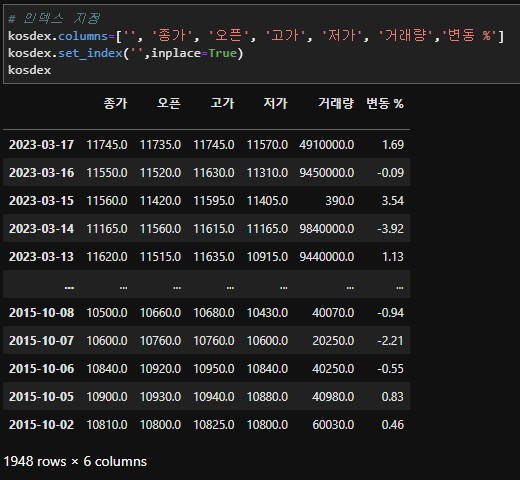 # 인덱스 지정
kosdex.columns=['', '종가', '오픈', '고가', '저가', '거래량','변동 %']
kosdex.set_index('',inplace=True)
kosdex
종가 오픈 고가 저가 거래량 변동 %
2023-03-17 11745.0 11735.0 11745.0 11570.0 4910000.0 1.69
2023-03-16 11550.0 11520.0 11630.0 11310.0 9450000.0 -0.09
2023-03-15 11560.0 11420.0 11595.0 11405.0 390.0 3.54
2023-03-14 11165.0 11560.0 11615.0 11165.0 9840000.0 -3.92
2023-03-13 11620.0 11515.0 11635.0 10915.0 9440000.0 1.13
... ... ... ... ... ... ...
2015-10-08 10500.0 10660.0 10680.0 10430.0 40070.0 -0.94
2015-10-07 10600.0 10760.0 10760.0 10600.0 20250.0 -2.21
2015-10-06 10840.0 10920.0 10950.0 10840.0 40250.0 -0.55
2015-10-05 10900.0 10930.0 10940.0 10880.0 40980.0 0.83
2015-10-02 10810.0 10800.0 10825.0 10800.0 60030.0 0.46
1948 rows × 6 columns